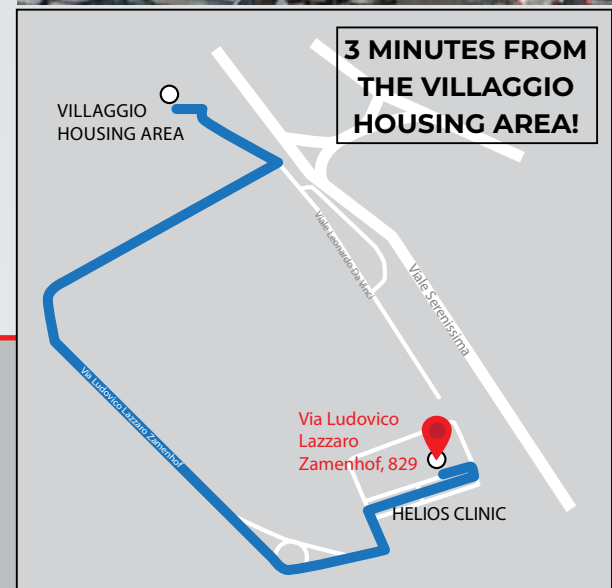 3 MINUTES FROM
THE VILLAGGIO
HOUSING AREA!
VILLAGGIO
HOUSING AREA
Viale Leonardo Da Vinci
Viale Serenissima
Via Ludovico Lazzaro Zamenhof
Via Ludovico
Lazzaro
Zamenhof, 829
HELIOS CLINIC